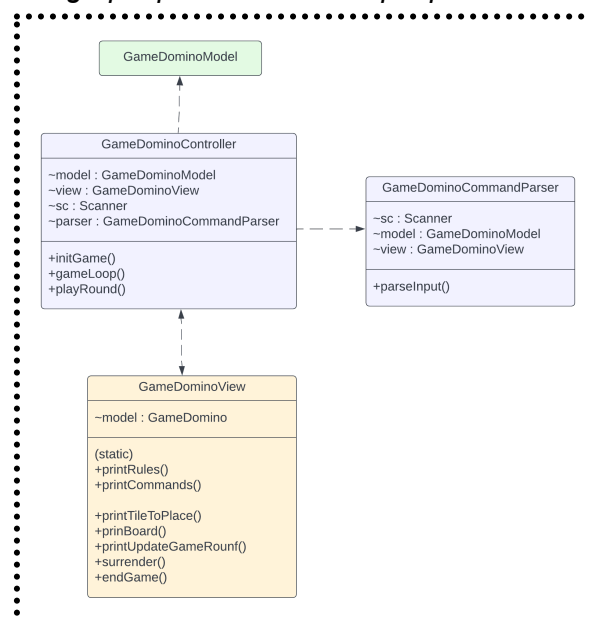 GameDominoModel
GameDominoController
~model : GameDominoModel
~view : GameDominoView
~sc : Scanner
~parser : GameDominoCommandParser
+initGame()
+gameLoop()
+playRound()
GameDominoCommandParser
~sc : Scanner
~model : GameDominoModel
~view : GameDominoView
+parseInput()
GameDominoView
~model : GameDomino
(static)
+printRules()
+printCommands()
+printTileToPlace()
+prinBoard()
+printUpdateGameRounf()
+surrender()
+endGame()